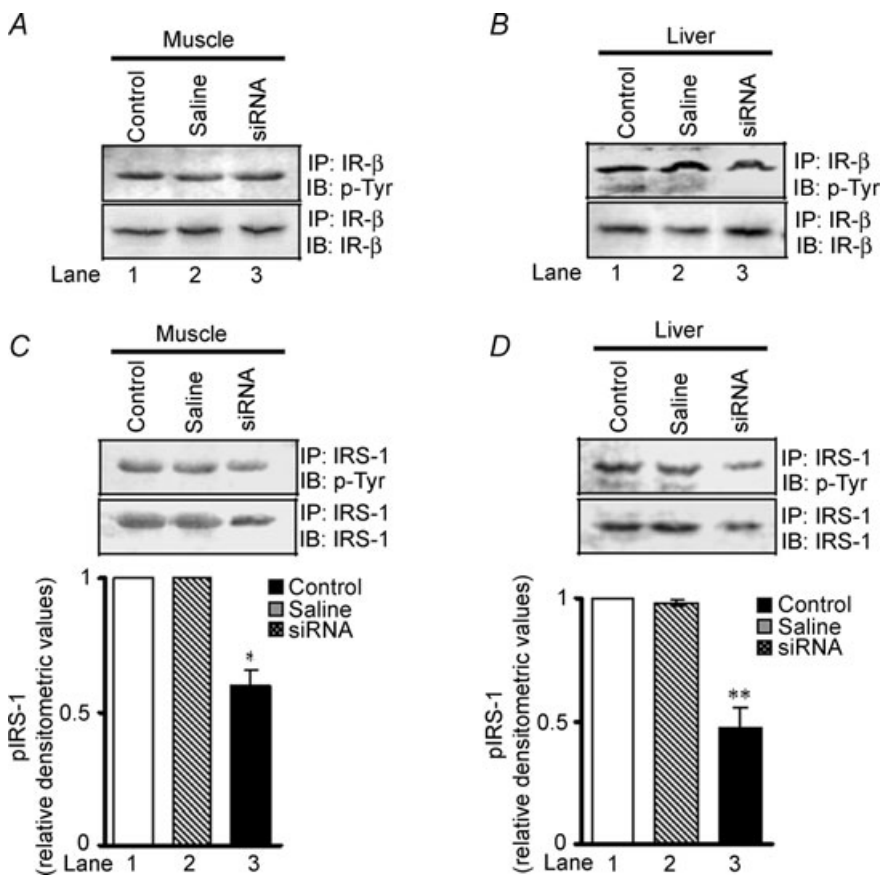 A
Muscle
Control
Saline
siRNA
IP: IR-β
IB: p-Tyr
IP: IR-β
IB: IR-β
Lane 1 2 3
B
Liver
Control
Saline
siRNA
IP: IR-β
IB: p-Tyr
IP: IR-β
IB: IR-β
Lane 1 2 3
C
Muscle
Control
Saline
siRNA
IP: IRS-1
IB: p-Tyr
IP: IRS-1
IB: IRS-1
pIRS-1
(relative densitometric values)
1
0.5
0
Control
Saline
siRNA
*
Lane 1 2 3
D
Liver
Control
Saline
siRNA
IP: IRS-1
IB: p-Tyr
IP: IRS-1
IB: IRS-1
pIRS-1
(relative densitometric values)
1
0.5
0
Control
Saline
siRNA
**
Lane 1 2 3